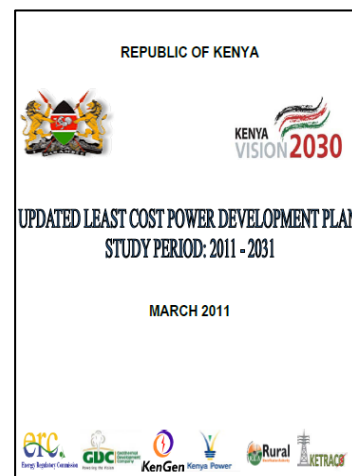 REPUBLIC OF KENYA
KENYA
VISION 2030
UPDATED LEAST COST POWER DEVELOPMENT PLAN
STUDY PERIOD: 2011 - 2031
MARCH 2011
erc.
Energy Regulatory Commission
GDC
KenGen
Kenya Power
Rural
KETRACO